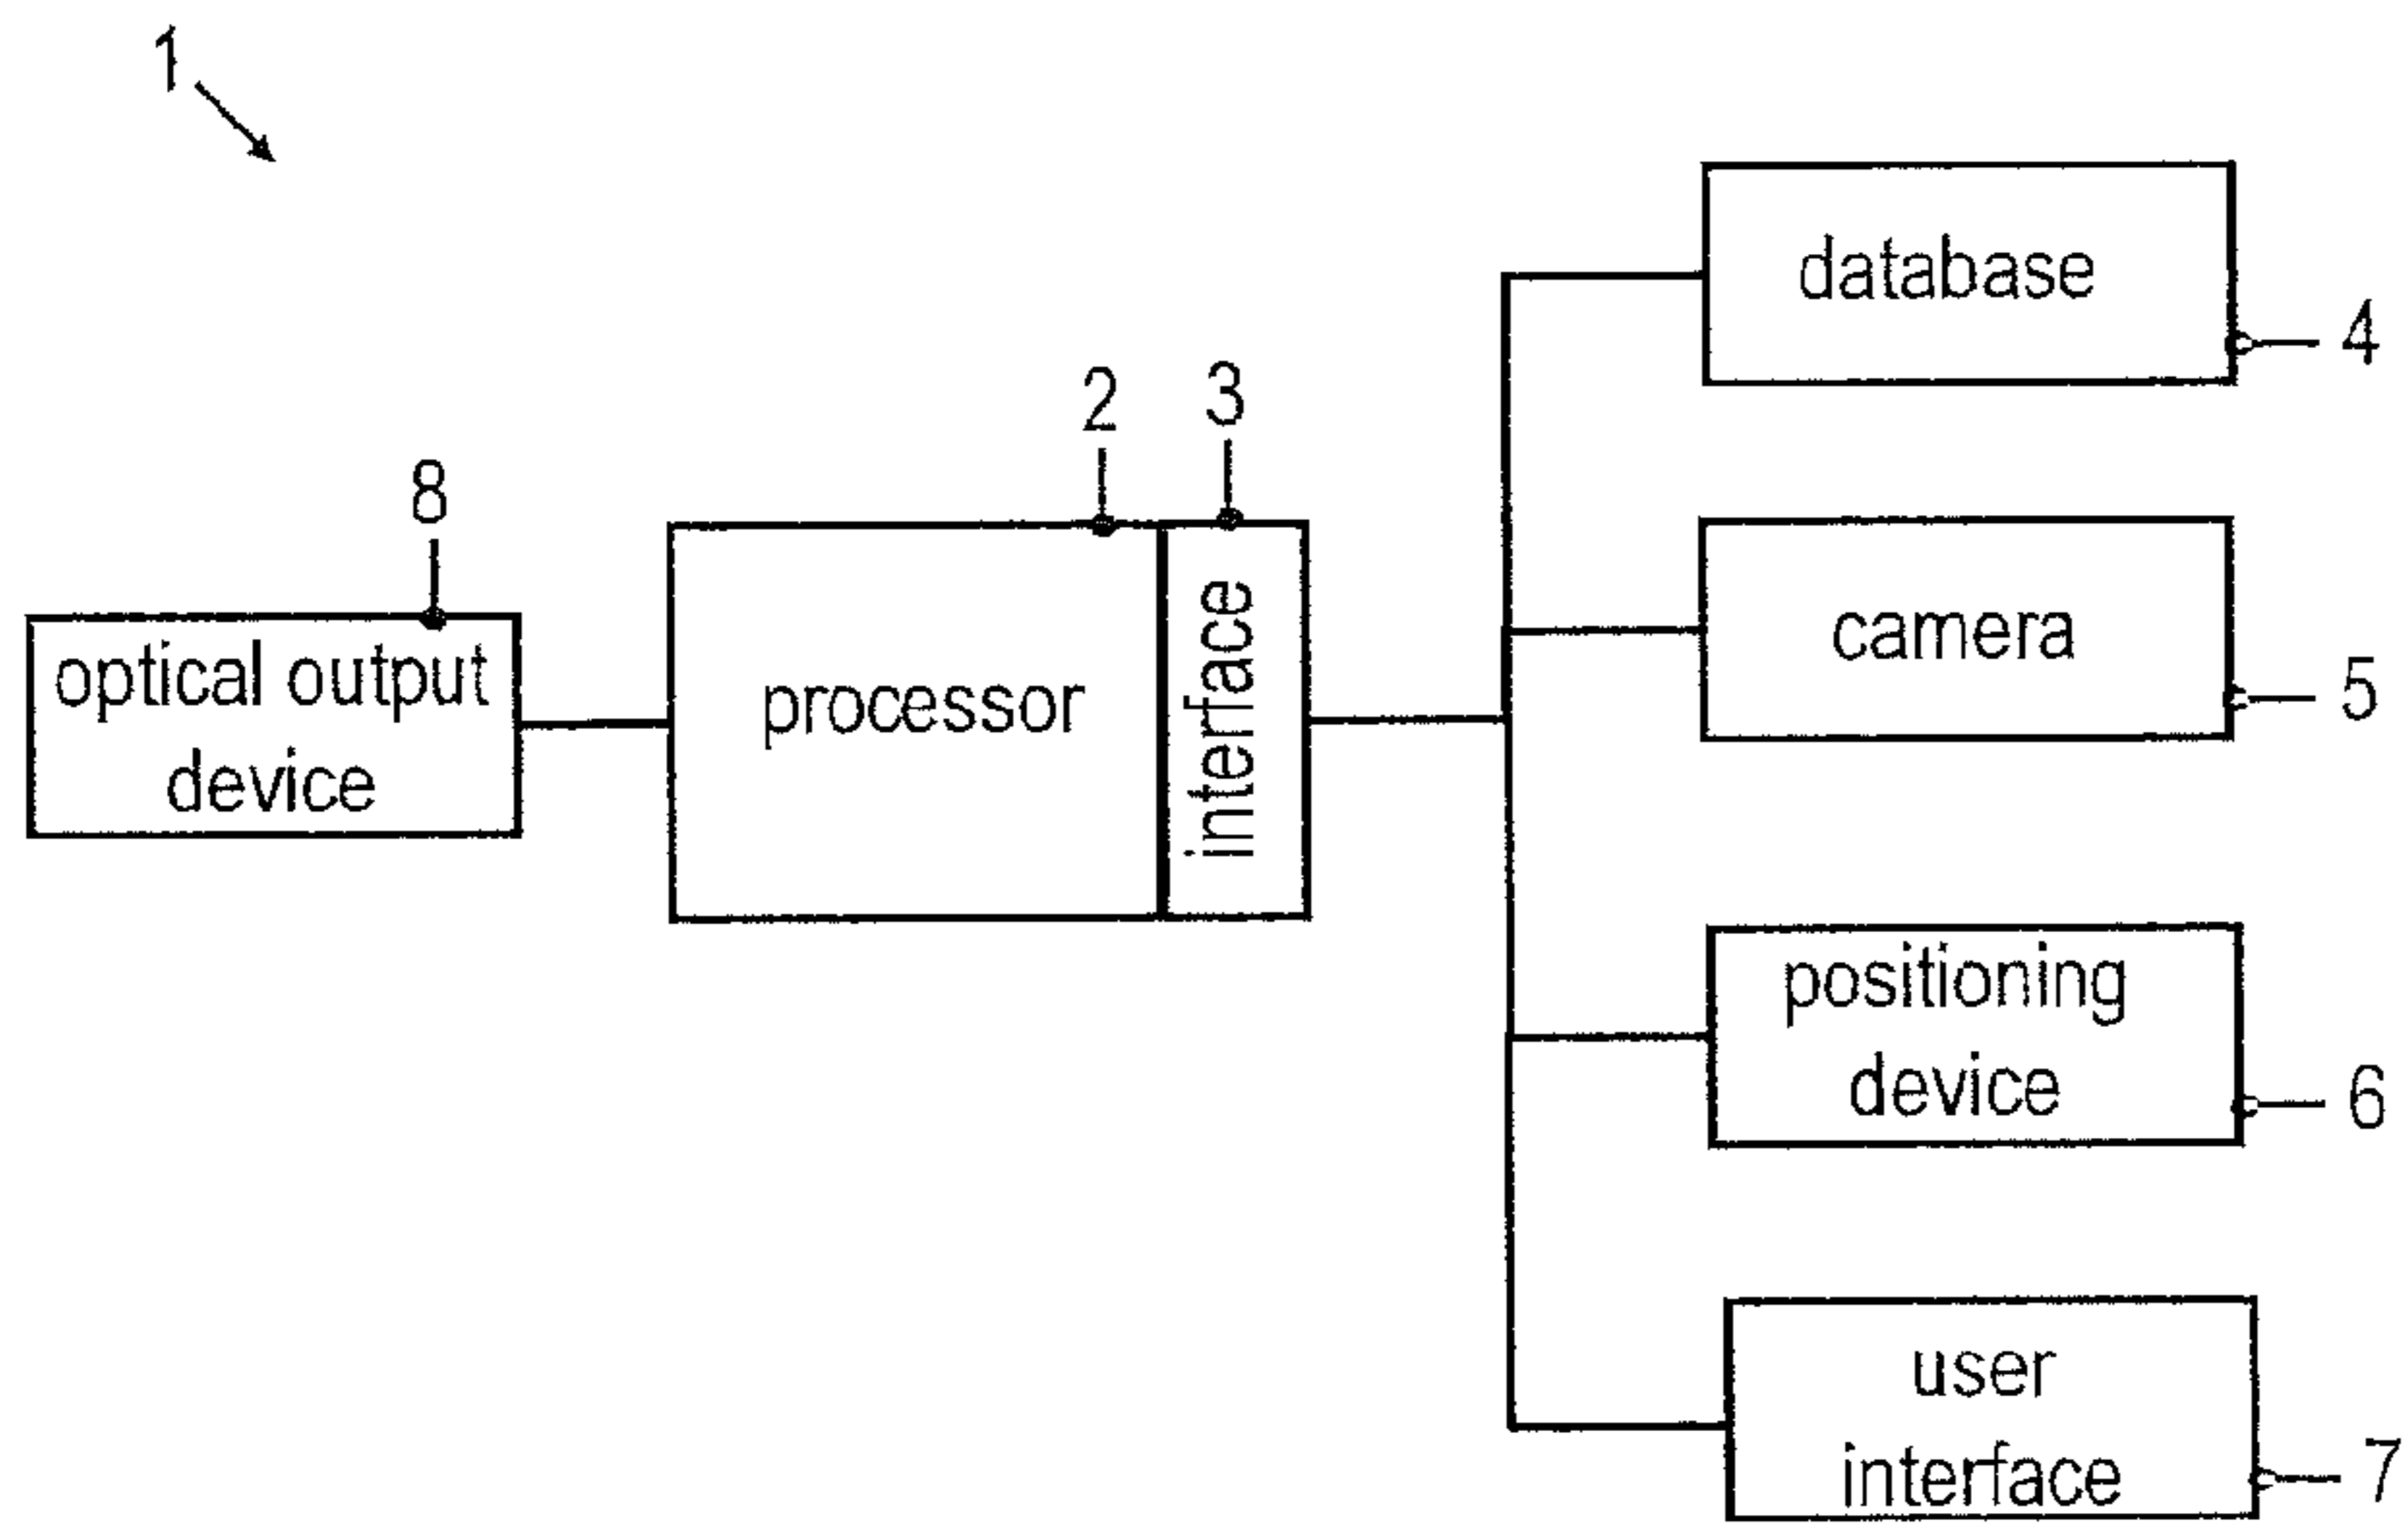 1
database
4
2
3
8
camera
5
optical output
device
processor
interface
positioning
device
6
user
interface
7